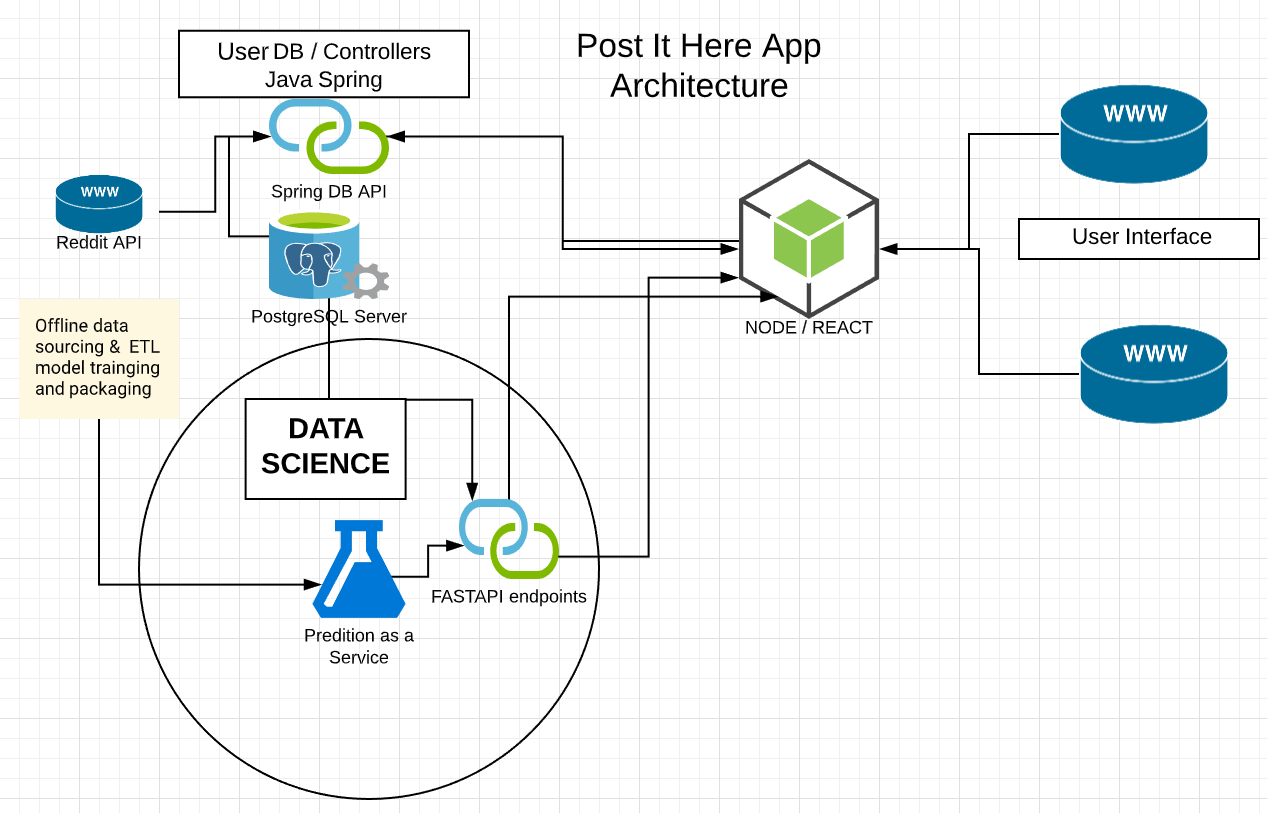 Post It Here App
Architecture
User DB / Controllers
Java Spring
Spring DB API
WWW
Reddit API
PostgreSQL Server
Offline data
sourcing & ETL
model trainging
and packaging
DATA
SCIENCE
Predition as a
Service
FASTAPI endpoints
NODE / REACT
WWW
User Interface
WWW